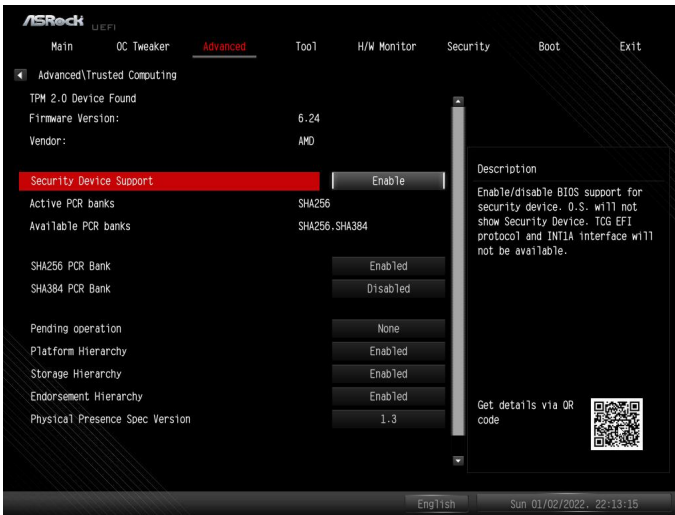 ASRock UEFI
Main OC Tweaker Advanced Tool H/W Monitor Security Boot Exit
Advanced\Trusted Computing
TPM 2.0 Device Found
Firmware Version: 6.24
Vendor: AMD
Security Device Support Enable
Active PCR banks SHA256
Available PCR banks SHA256.SHA384
SHA256 PCR Bank Enabled
SHA384 PCR Bank Disabled
Pending operation None
Platform Hierarchy Enabled
Storage Hierarchy Enabled
Endorsement Hierarchy Enabled
Physical Presence Spec Version 1.3
Description
Enable/disable BIOS support for
security device. O.S. will not
show Security Device. TCG EFI
protocol and INT1A interface will
not be available.
Get details via QR
code
English Sun 01/02/2022. 22:13:15